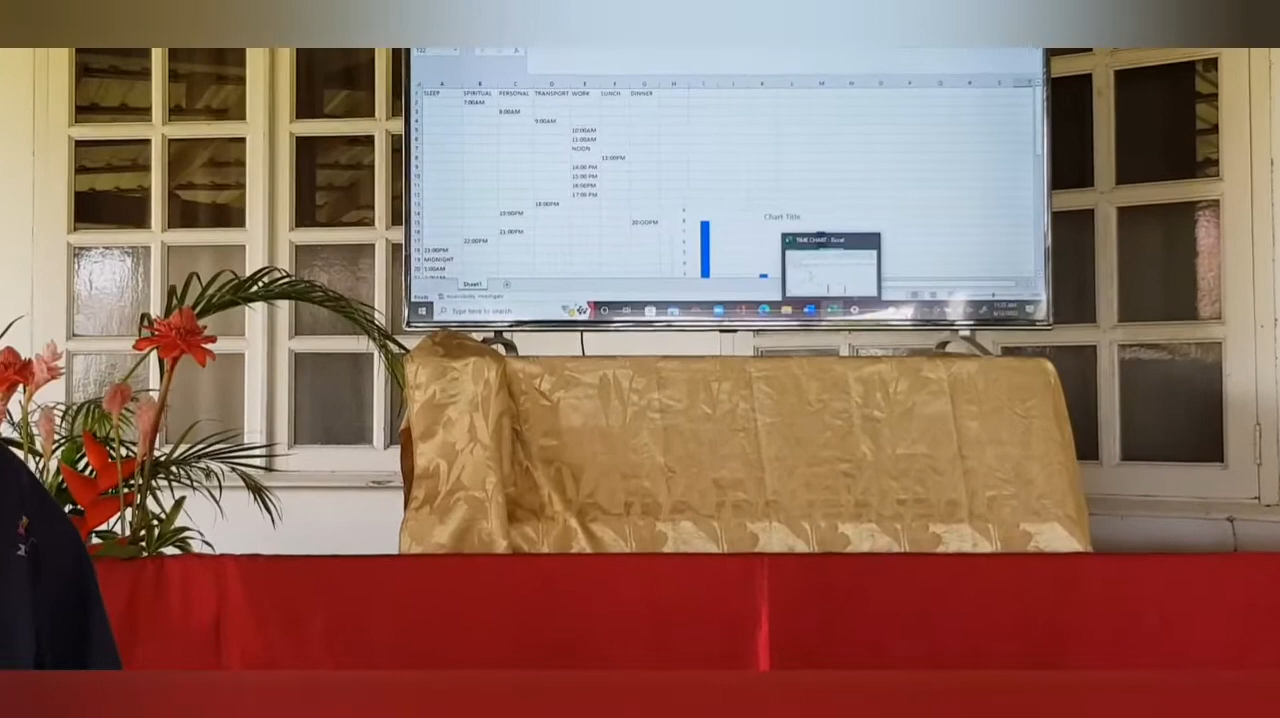 SLEEP SPIRITUAL PERSONAL TRANSPORT WORK LUNCH DINNER
7:00AM
8:00AM
9:00AM
10:00AM
11:00AM
NOON
13:00PM
14:00 PM
15:00 PM
16:00PM
17:00 PM
18:00PM
19:00PM
20:00PM
21:00PM
22:00PM
23:00PM
MIDNIGHT
1:00AM
Chart Title
TIME CHART - Excel
Sheet1
Ready
Type here to search